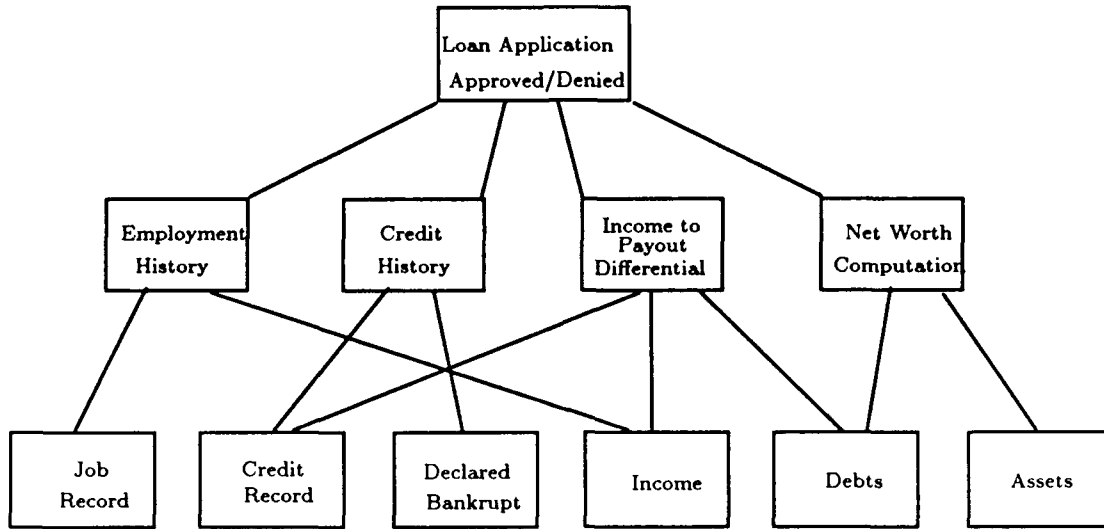 Loan Application
Approved/Denied
Employment
History
Credit
History
Income to
Payout
Differential
Net Worth
Computation
Job
Record
Credit
Record
Declared
Bankrupt
Income
Debts
Assets